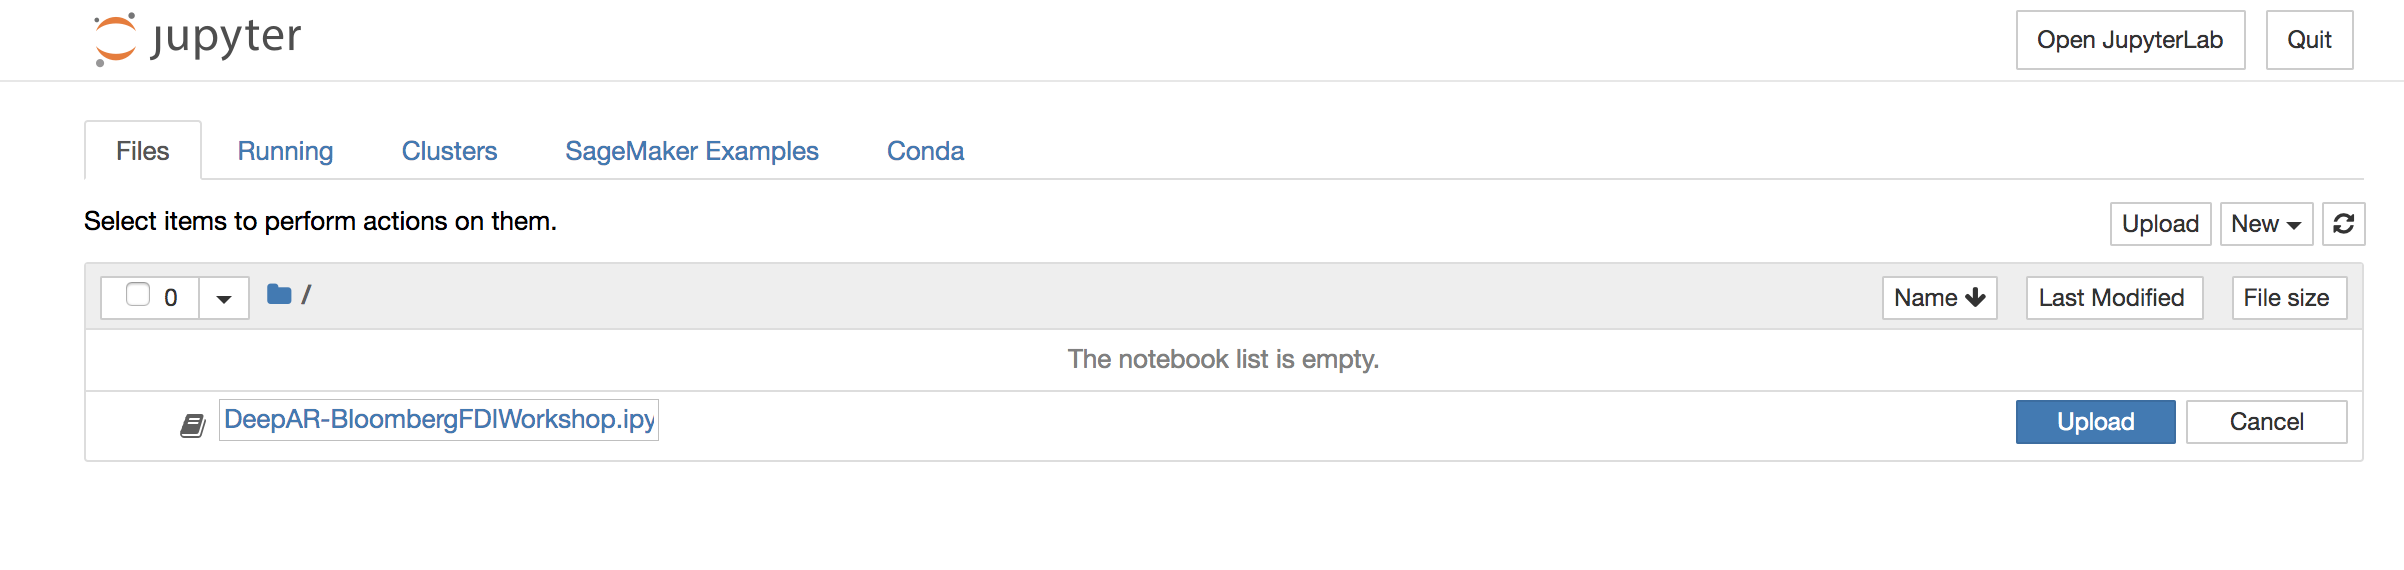 jupyter
Open JupyterLab Quit
Files Running Clusters SageMaker Examples Conda
Select items to perform actions on them.
Upload New
0 / Name Last Modified File size
The notebook list is empty.
DeepAR-BloombergFDIWorkshop.ipy
Upload Cancel